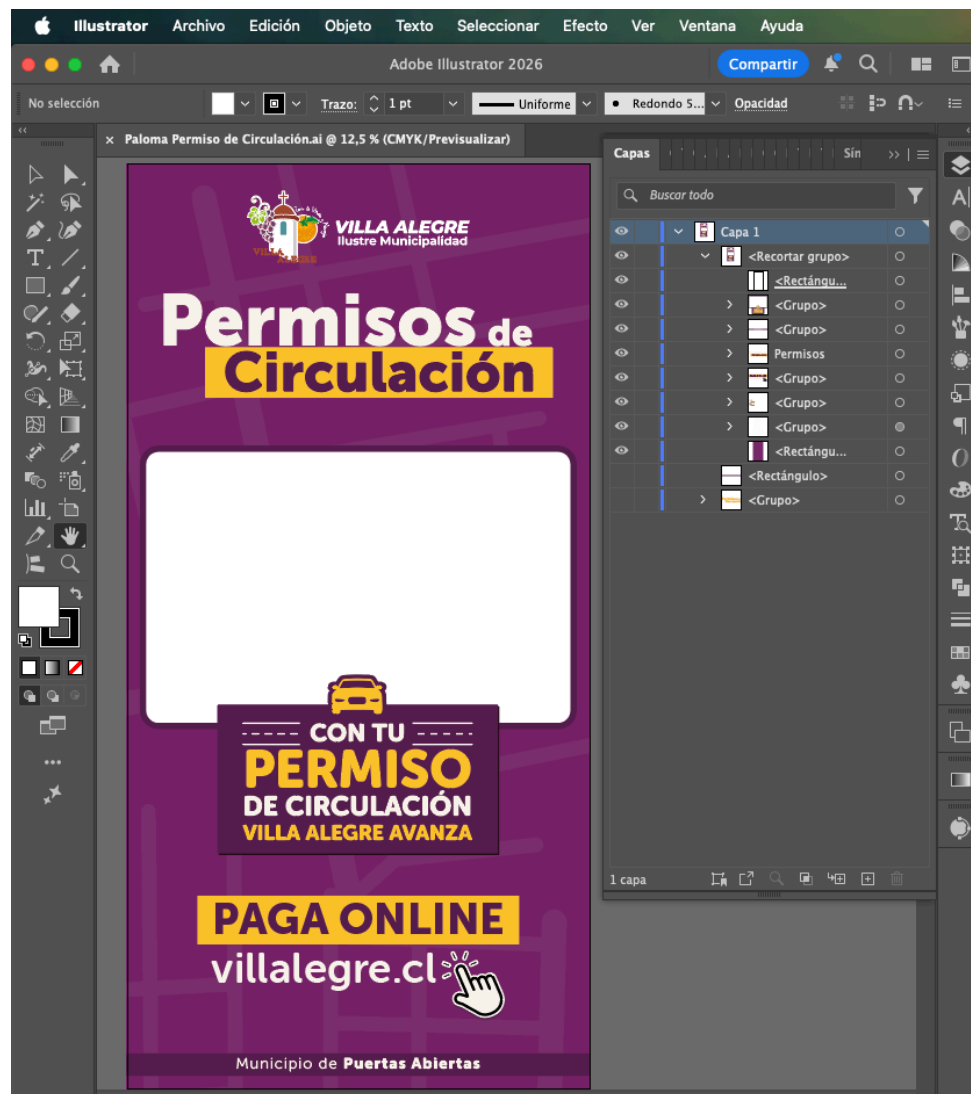 Illustrator Archivo Edición Objeto Texto Seleccionar Efecto Ver Ventana Ayuda
Adobe Illustrator 2026
Compartir
No selección
Trazo: 1 pt
Uniforme
Redondo 5...
Opacidad
Paloma Permiso de Circulación.ai @ 12,5 % (CMYK/Previsualizar)
VILLA ALEGRE
Ilustre Municipalidad
VILLA ALEGRE
Permisos de
Circulación
CON TU
PERMISO
DE CIRCULACIÓN
VILLA ALEGRE AVANZA
PAGA ONLINE
villalegre.cl
Municipio de Puertas Abiertas
Capas
Sín
Buscar todo
Capa 1
<Recortar grupo>
<Rectángu...
<Grupo>
<Grupo>
Permisos
<Grupo>
<Grupo>
<Grupo>
<Rectángu...
<Rectángulo>
<Grupo>
1 capa